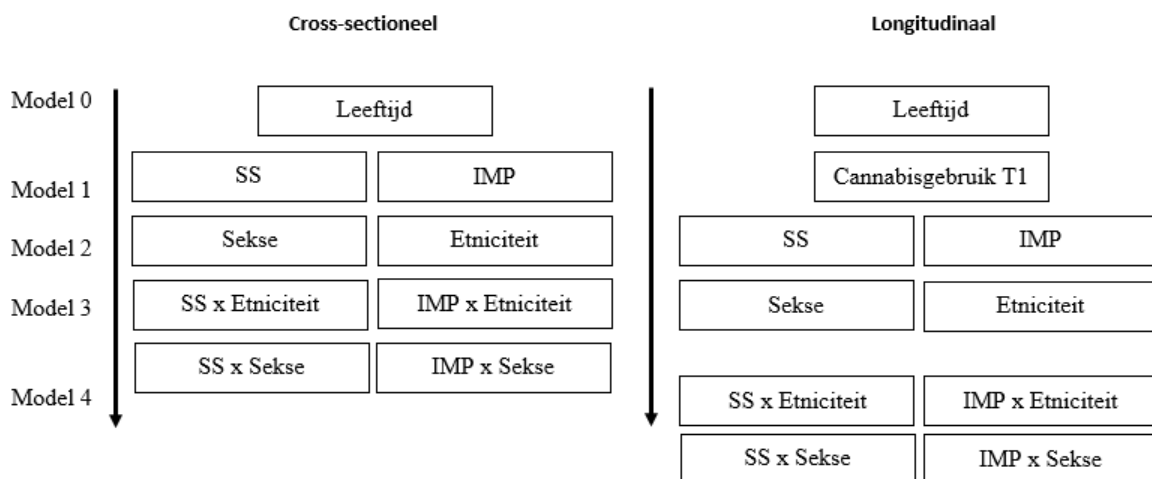 Cross-sectioneel
Longitudinaal
Model 0
Leeftijd
Leeftijd
Model 1
SS
IMP
Cannabisgebruik T1
Model 2
Sekse
Etniciteit
SS
IMP
Model 3
SS x Etniciteit
IMP x Etniciteit
Sekse
Etniciteit
SS x Sekse
IMP x Sekse
Model 4
SS x Etniciteit
IMP x Etniciteit
SS x Sekse
IMP x Sekse